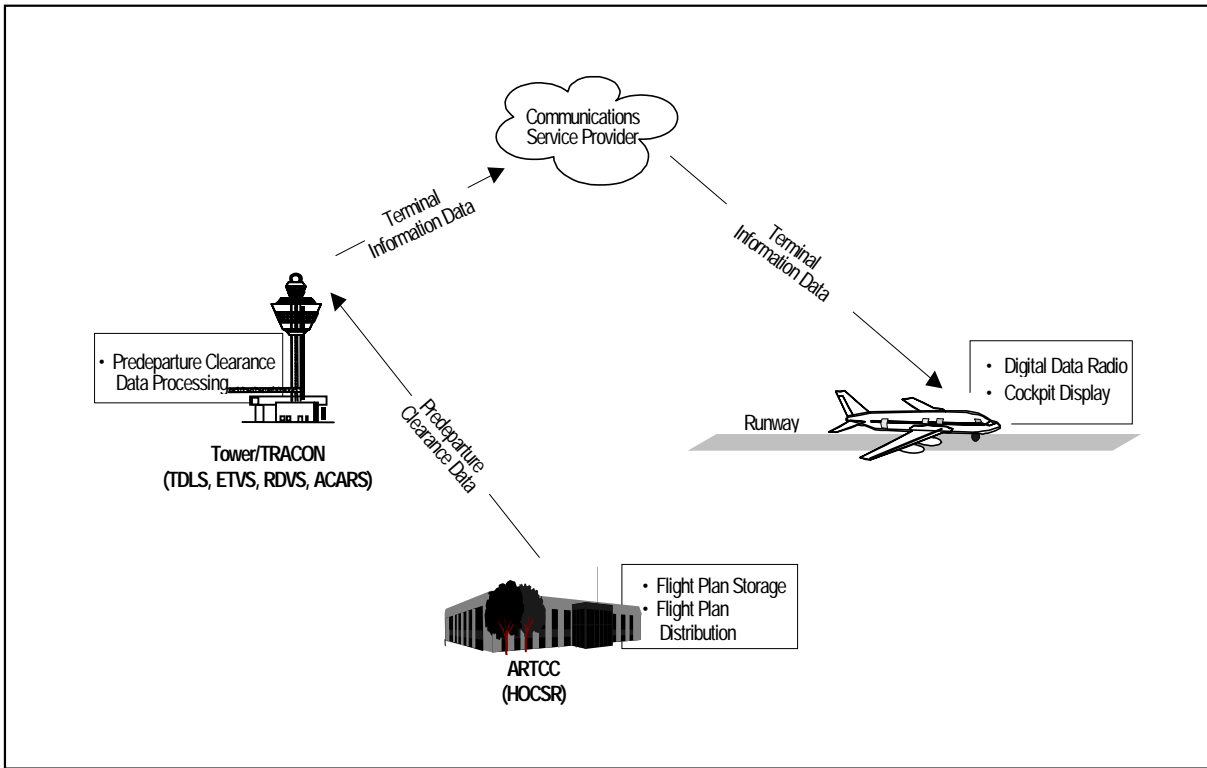 Communications
Service Provider
Terminal
Information Data
Terminal
Information Data
• Predeparture Clearance
Data Processing
Predeparture
Clearance Data
Tower/TRACON
(TDLS, ETVS, RDVS, ACARS)
Runway
• Digital Data Radio
• Cockpit Display
• Flight Plan Storage
• Flight Plan
Distribution
ARTCC
(HOCSR)